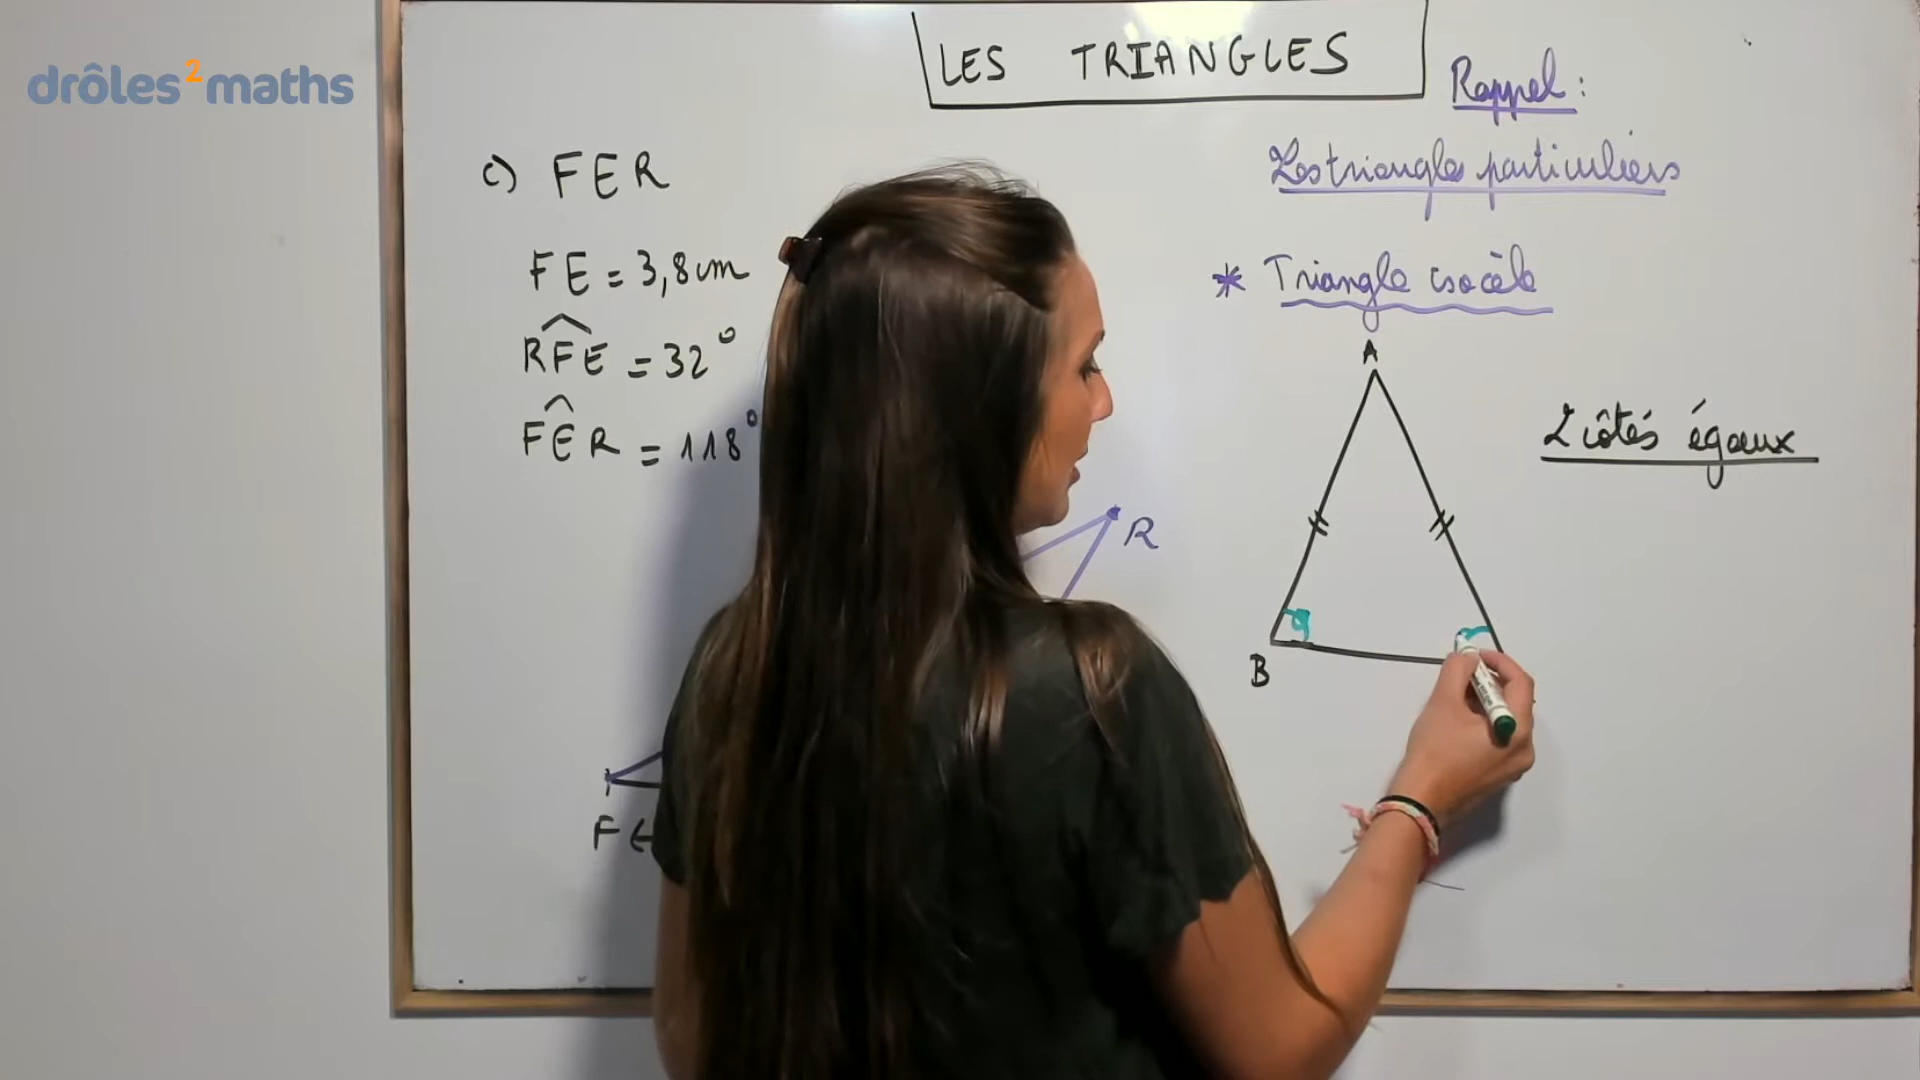 drôles²maths
LES TRIANGLES
Rappel :
Les triangles particuliers
c) FER
FE = 3,8 cm
RFE = 32°
FER = 118°
* Triangle isocèle
A
2 côtés égaux
R
B
F